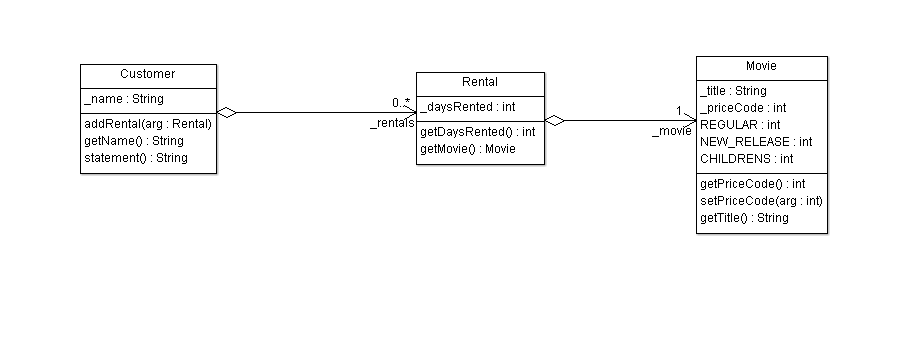 Customer
_name : String
addRental(arg : Rental)
getName() : String
statement() : String
0..*
_rentals
Rental
_daysRented : int
getDaysRented() : int
getMovie() : Movie
1
_movie
Movie
_title : String
_priceCode : int
REGULAR : int
NEW_RELEASE : int
CHILDRENS : int
getPriceCode() : int
setPriceCode(arg : int)
getTitle() : String